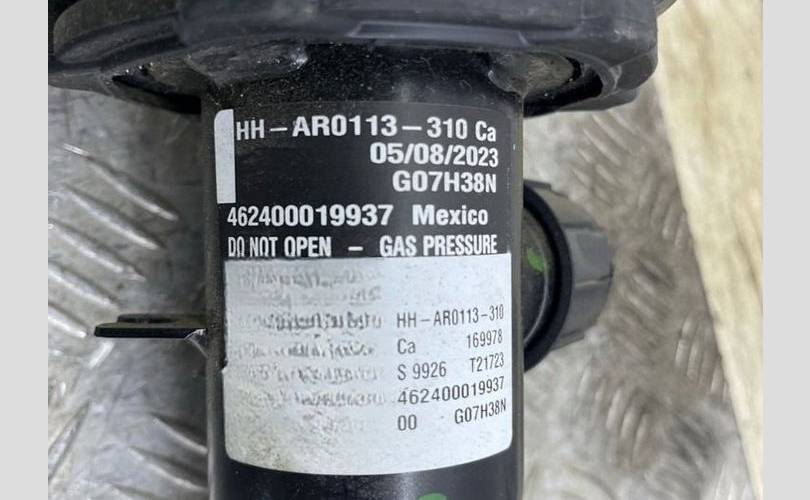 HH-AR0113-310 Ca
05/08/2023
G07H38N
462400019937 Mexico
DO NOT OPEN - GAS PRESSURE
HH-AR0113-310
Ca 169978
S 9926 T21723
462400019937
00 G07H38N